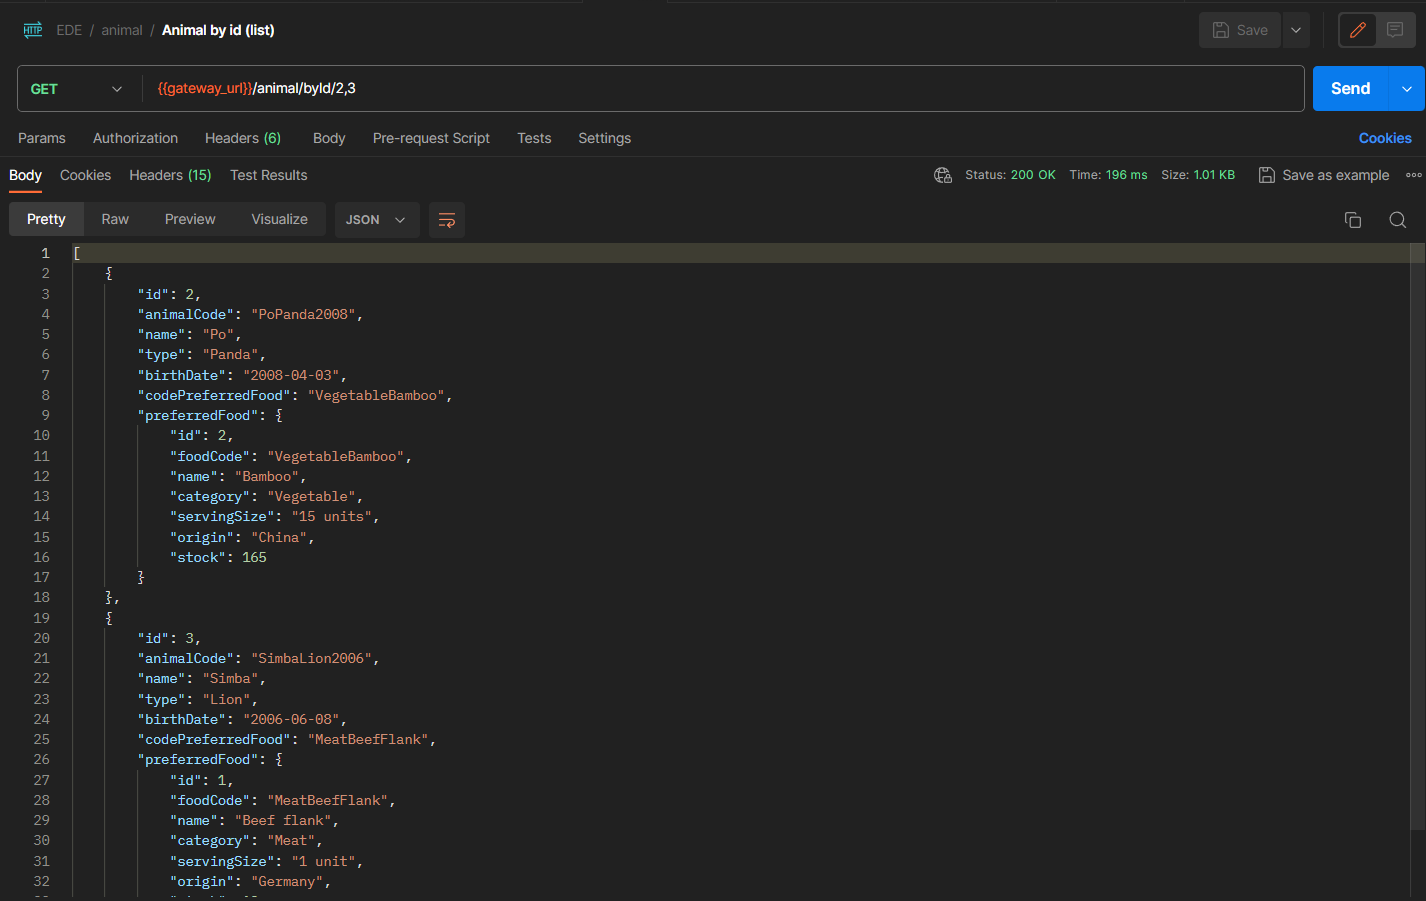 HTTP EDE / animal / Animal by id (list) Save
GET {{gateway_url}}/animal/byId/2,3 Send
Params Authorization Headers (6) Body Pre-request Script Tests Settings Cookies
Body Cookies Headers (15) Test Results Status: 200 OK Time: 196 ms Size: 1.01 KB Save as example
Pretty Raw Preview Visualize JSON
1 [
2 {
3 "id": 2,
4 "animalCode": "PoPanda2008",
5 "name": "Po",
6 "type": "Panda",
7 "birthDate": "2008-04-03",
8 "codePreferredFood": "VegetableBamboo",
9 "preferredFood": {
10 "id": 2,
11 "foodCode": "VegetableBamboo",
12 "name": "Bamboo",
13 "category": "Vegetable",
14 "servingSize": "15 units",
15 "origin": "China",
16 "stock": 165
17 }
18 },
19 {
20 "id": 3,
21 "animalCode": "SimbaLion2006",
22 "name": "Simba",
23 "type": "Lion",
24 "birthDate": "2006-06-08",
25 "codePreferredFood": "MeatBeefFlank",
26 "preferredFood": {
27 "id": 1,
28 "foodCode": "MeatBeefFlank",
29 "name": "Beef flank",
30 "category": "Meat",
31 "servingSize": "1 unit",
32 "origin": "Germany",